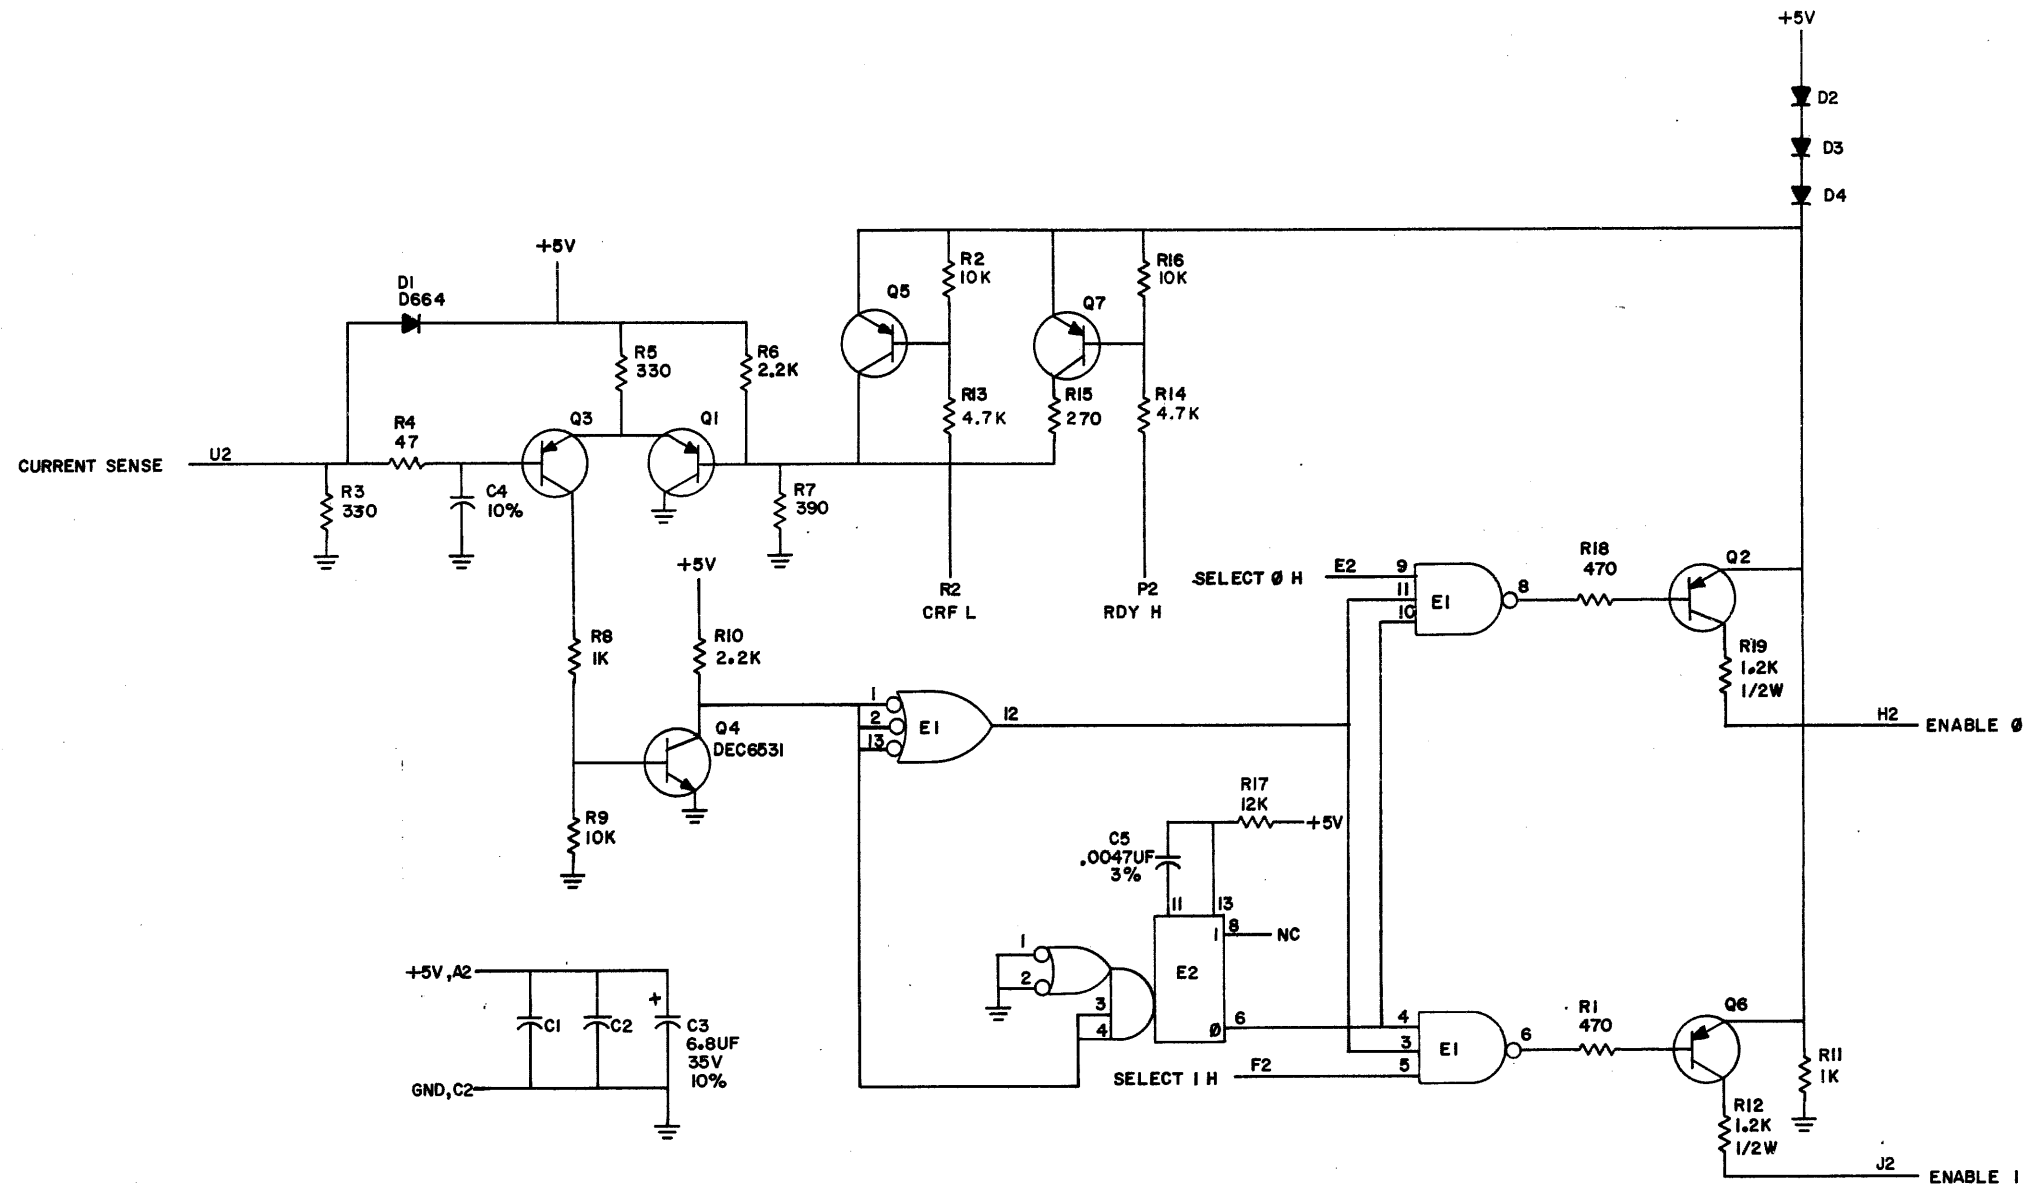 +5V
D2
D3
D4
+5V
D1
D664
R5
330
R6
2.2K
Q5
R2
10K
Q7
R16
10K
R13
4.7K
R15
270
R14
4.7K
CURRENT SENSE
U2
R4
47
Q3
Q1
R3
330
C4
10%
R7
390
R2
CRF L
P2
RDY H
+5V
R8
1K
R10
2.2K
Q4
DEC6531
R9
10K
1
2
13
E1
12
SELECT Ø H
E2
9
11
10
E1
8
R18
470
Q2
R19
1.2K
1/2W
H2
ENABLE Ø
R17
12K
+5V
C5
.0047UF
3%
11
13
1
8
NC
1
2
3
4
E2
Ø
6
SELECT 1 H
F2
4
3
5
E1
6
R1
470
Q6
R11
1K
R12
1.2K
1/2W
J2
ENABLE 1
+5V,A2
C1
C2
+
C3
6.8UF
35V
10%
GND,C2